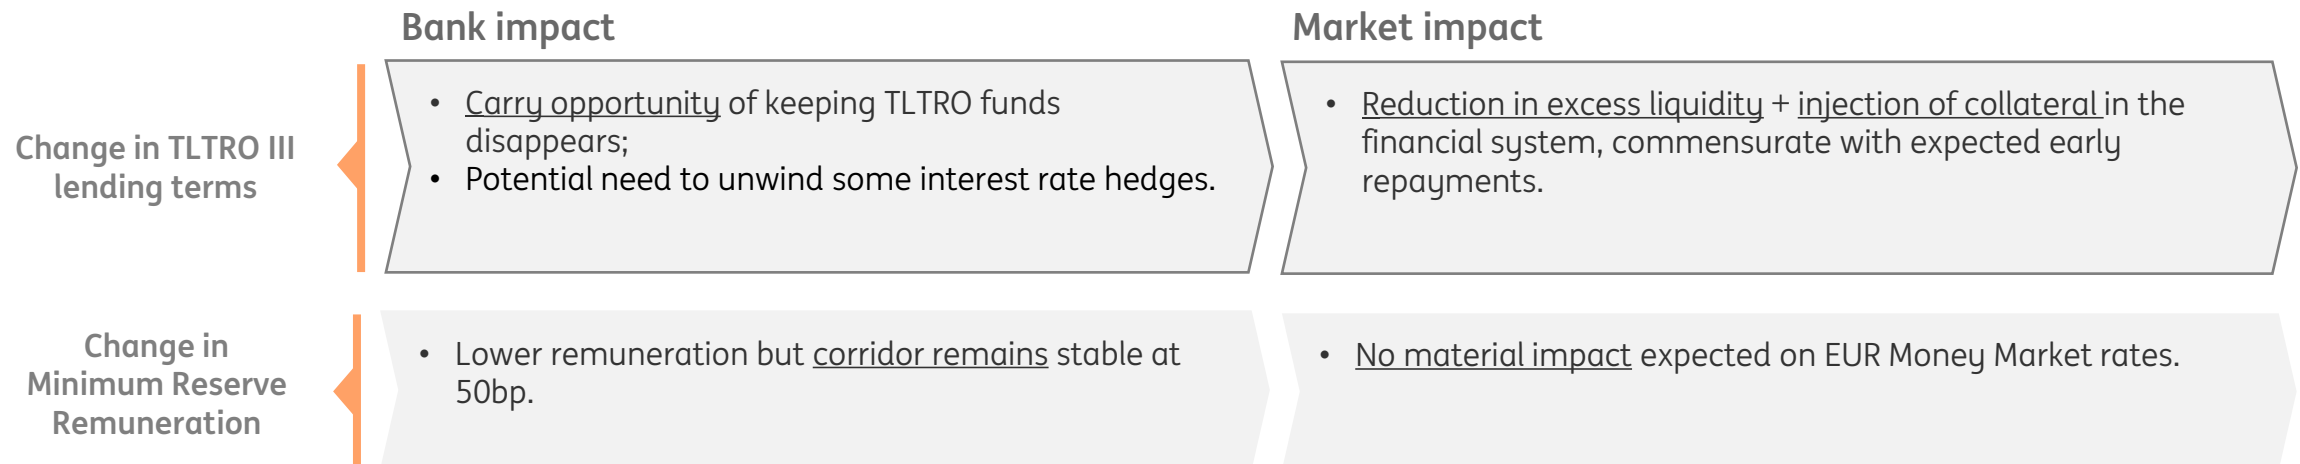 Bank impact
Market impact
Change in TLTRO III
lending terms
• Carry opportunity of keeping TLTRO funds
disappears;
• Potential need to unwind some interest rate hedges.
• Reduction in excess liquidity + injection of collateral in the
financial system, commensurate with expected early
repayments.
Change in
Minimum Reserve
Remuneration
• Lower remuneration but corridor remains stable at
50bp.
• No material impact expected on EUR Money Market rates.